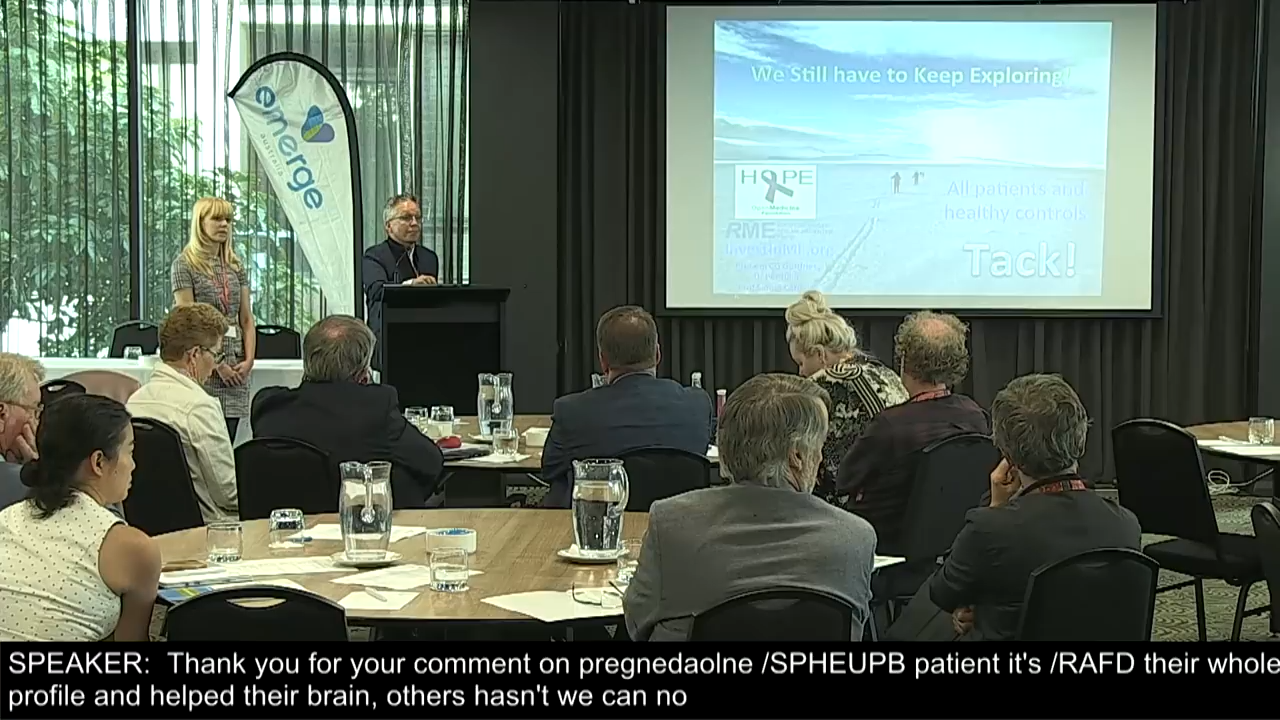 emerge
australia
We Still have to Keep Exploring!
HOPE
All patients and
healthy controls
RME
Tack!
SPEAKER:  Thank you for your comment on pregnedaolne /SPHEUPB patient it's /RAFD their whole
profile and helped their brain, others hasn't we can no